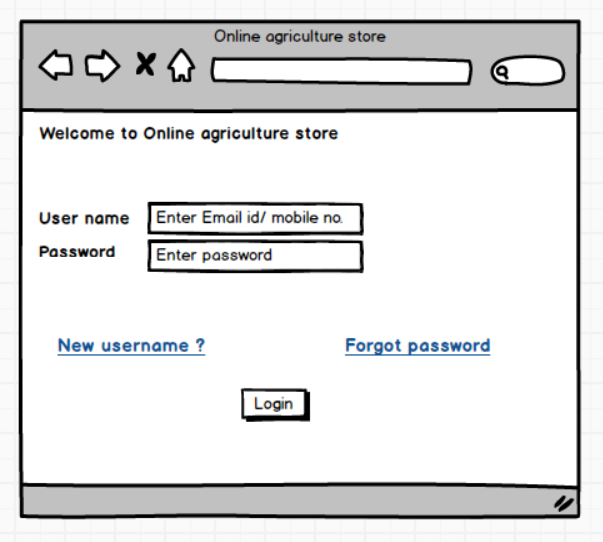 Online agriculture store
Welcome to Online agriculture store
User name Enter Email id/ mobile no.
Password Enter password
New username ? Forgot password
Login